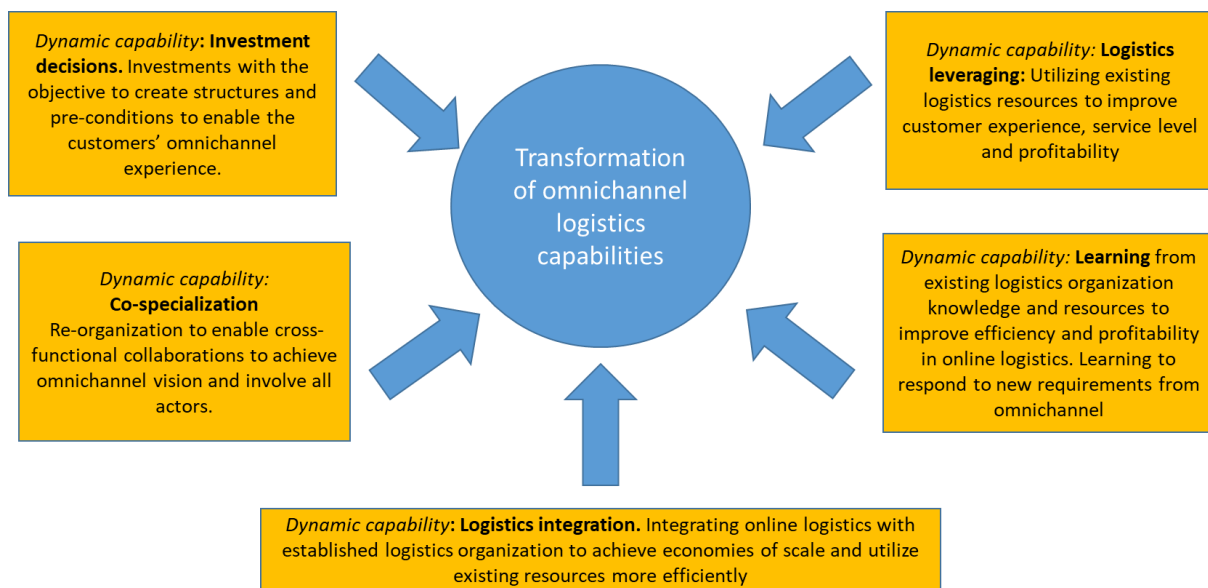 Dynamic capability: Investment
decisions. Investments with the
objective to create structures and
pre-conditions to enable the
customers’ omnichannel
experience.
Dynamic capability: Logistics
leveraging: Utilizing existing
logistics resources to improve
customer experience, service level
and profitability
Transformation
of omnichannel
logistics
capabilities
Dynamic capability:
Co-specialization
Re-organization to enable cross-
functional collaborations to achieve
omnichannel vision and involve all
actors.
Dynamic capability: Learning from
existing logistics organization
knowledge and resources to
improve efficiency and profitability
in online logistics. Learning to
respond to new requirements from
omnichannel
Dynamic capability: Logistics integration. Integrating online logistics with
established logistics organization to achieve economies of scale and utilize
existing resources more efficiently